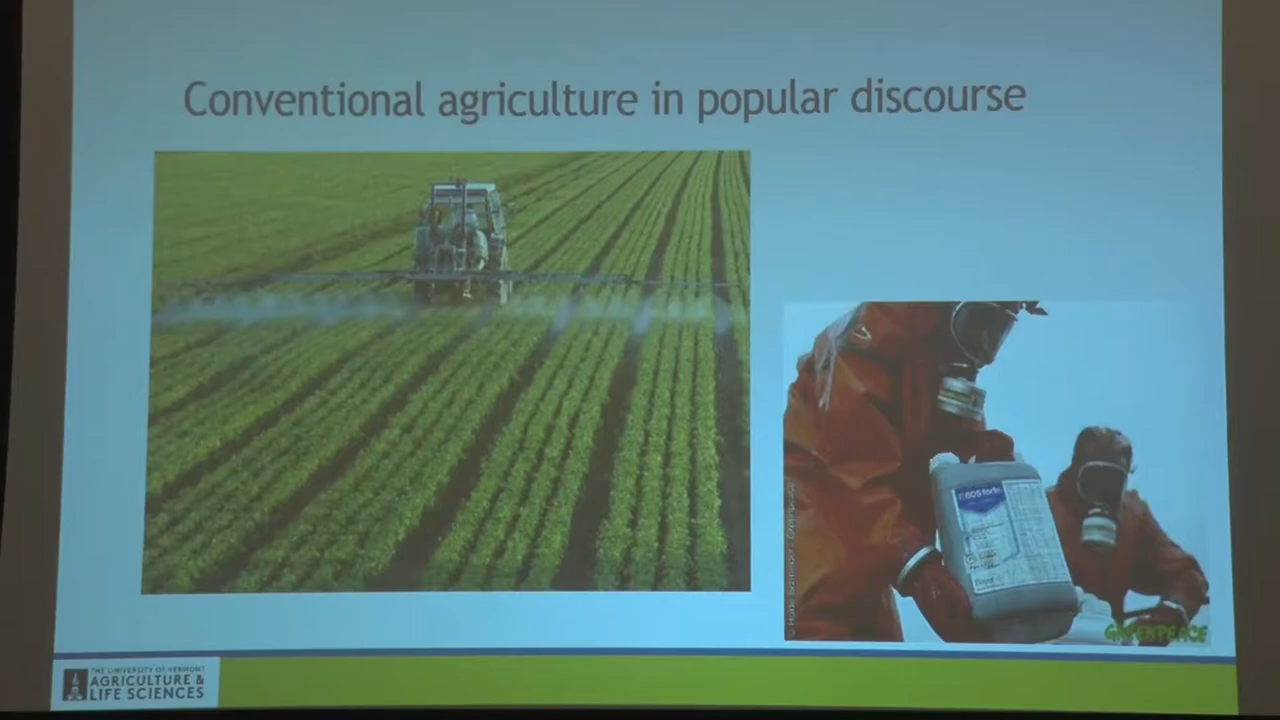 Conventional agriculture in popular discourse
GREENPEACE
THE UNIVERSITY OF VERMONT
AGRICULTURE &
LIFE SCIENCES